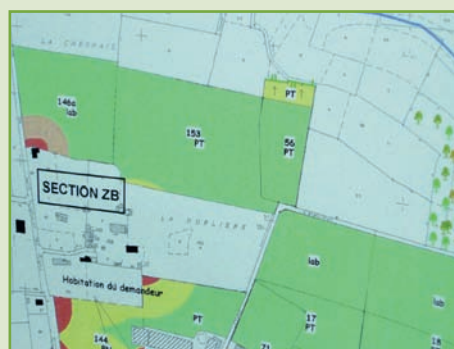 LA CHESNAIE
146a
lab
153
PT
PT
56
PT
SECTION ZB
LA DORLIERE
Habitation du demandeur
lab
lab
PT
17
PT
144
71
18